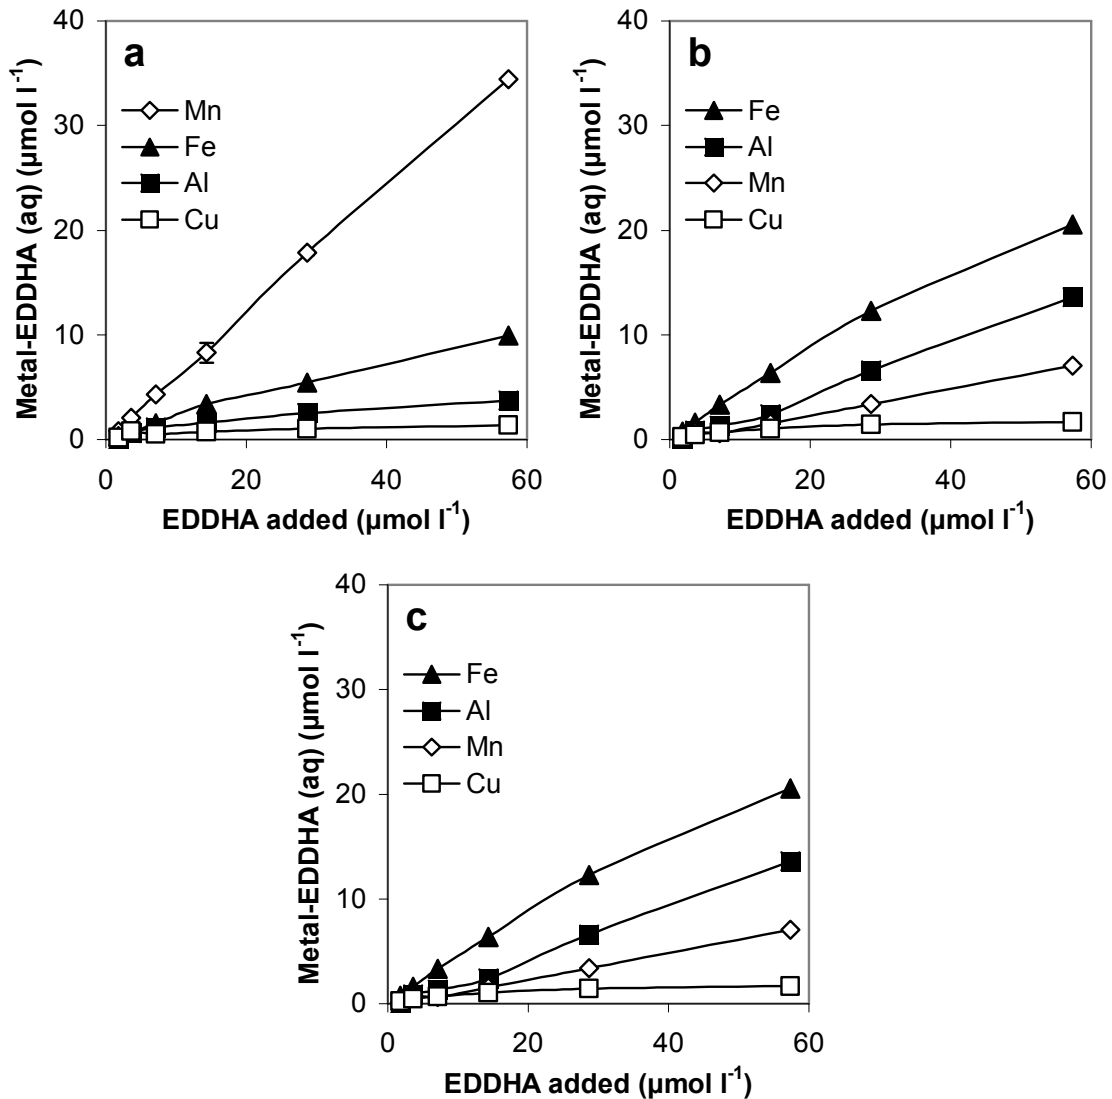 a
Mn
Fe
Al
Cu
40
30
20
10
0
0 20 40 60
Metal-EDDHA (aq) (µmol l⁻¹)
EDDHA added (µmol l⁻¹)
b
Fe
Al
Mn
Cu
40
30
20
10
0
0 20 40 60
Metal-EDDHA (aq) (µmol l⁻¹)
EDDHA added (µmol l⁻¹)
c
Fe
Al
Mn
Cu
40
30
20
10
0
0 20 40 60
Metal-EDDHA (aq) (µmol l⁻¹)
EDDHA added (µmol l⁻¹)